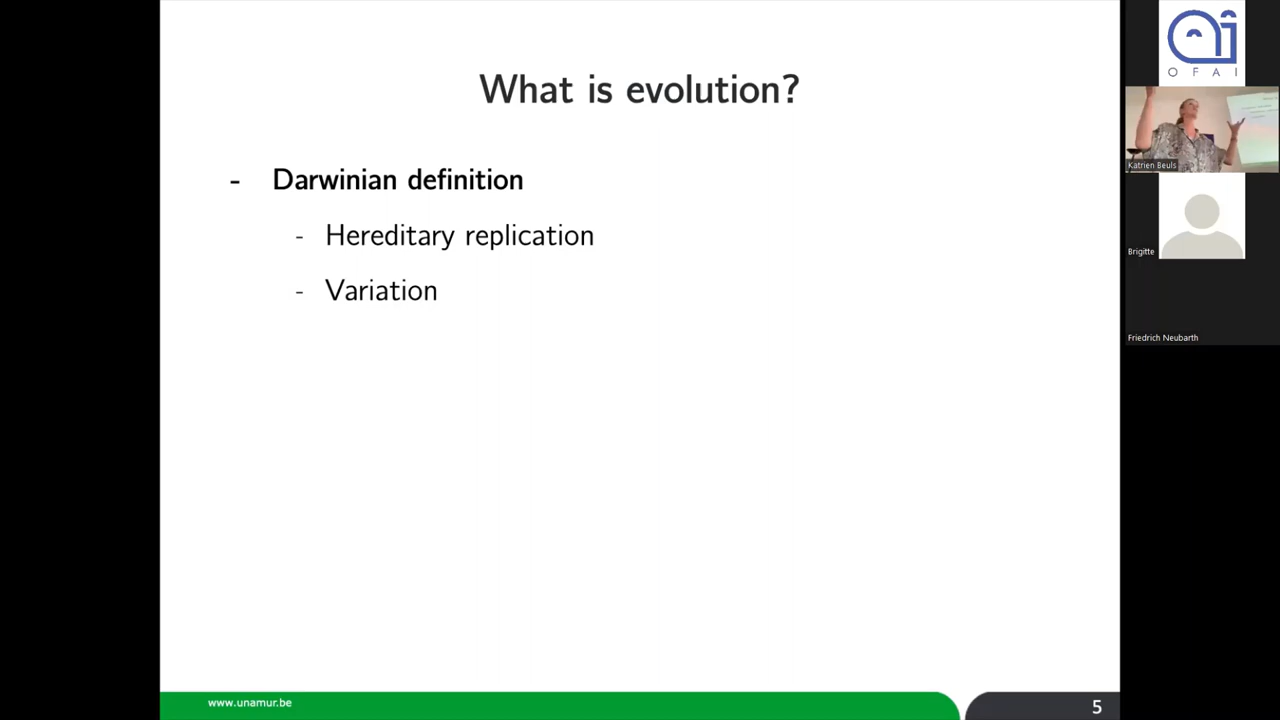 What is evolution?
- Darwinian definition
- Hereditary replication
- Variation
www.unamur.be
5
OFAI
Katrien Beuls
Brigitte
Friedrich Neubarth